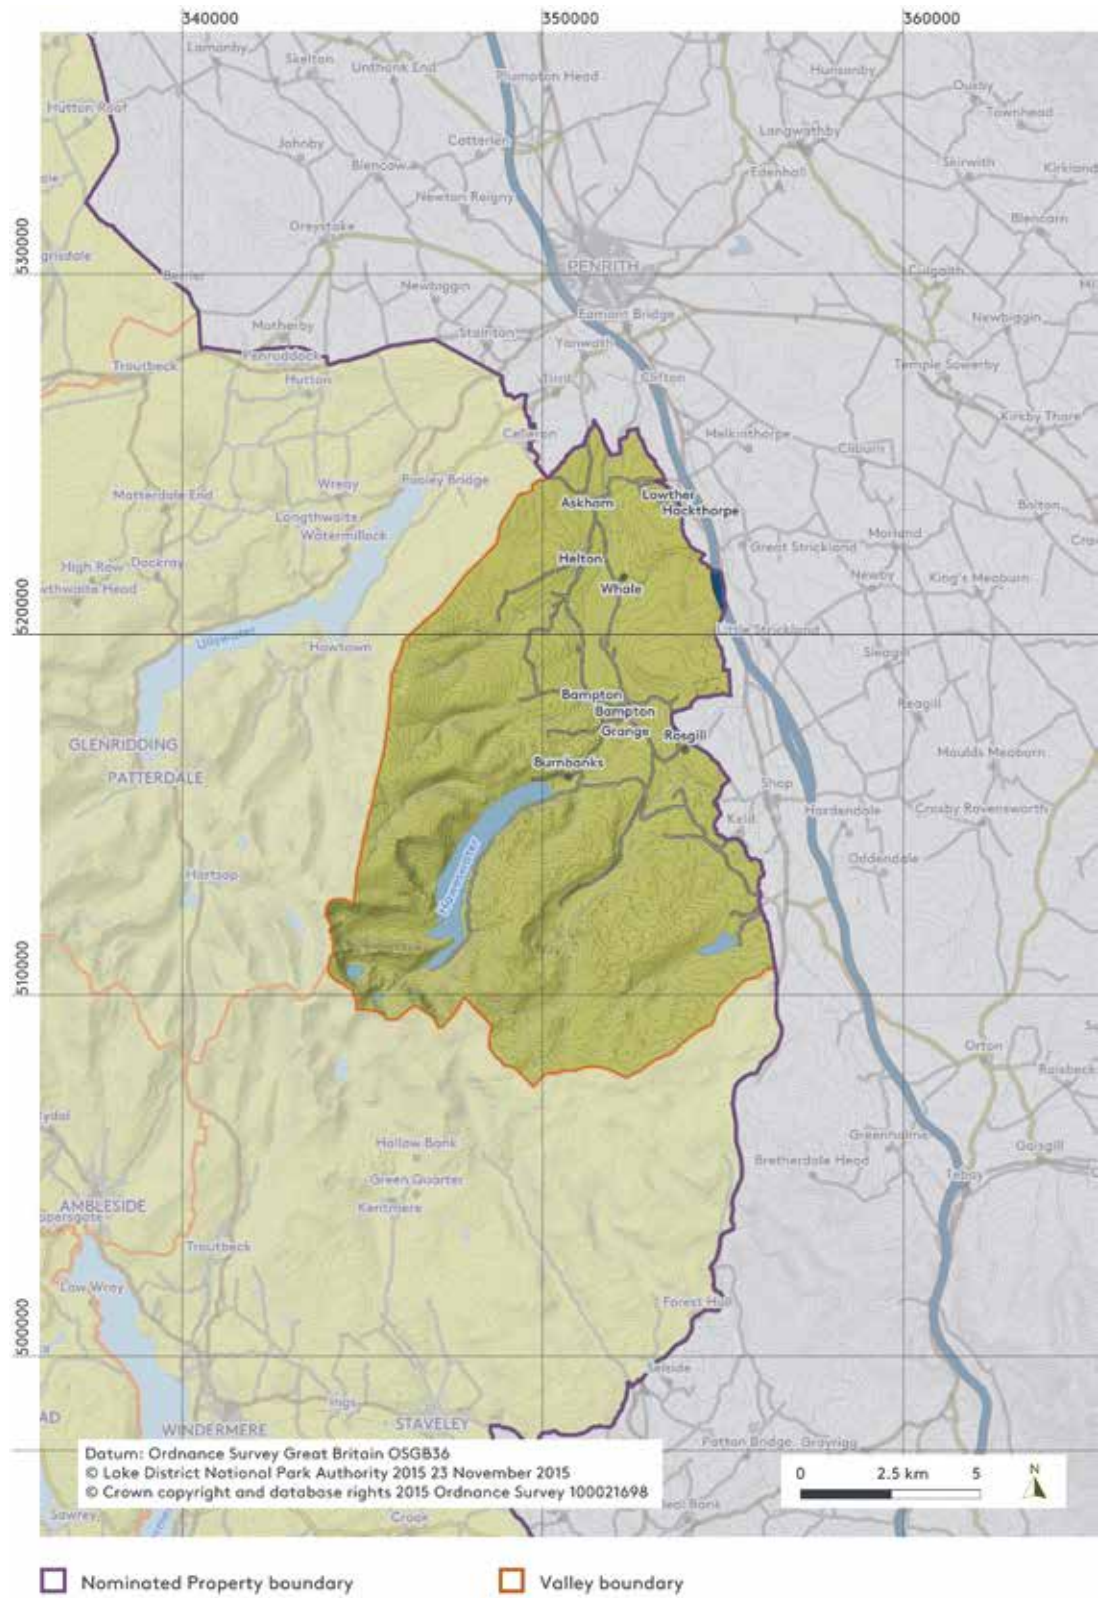 340000
350000
360000
Lamonby
Skelton
Unthank End
Plumpton Head
Hunsonby
Ousby
Townhead
Hutton Roof
Johnby
Catterlen
Langwathby
Blencow
Edenhall
Skirwith
Kirkland
Newton Reigny
Greystoke
Blencarn
530000
Berrier
PENRITH
Culgaith
Newbiggin
Eamont Bridge
Newbiggin
Motherby
Stainton
Yanwath
Penruddock
Troutbeck
Tirril
Clifton
Temple Sowerby
Hutton
Celleron
Melkinthorpe
Cliburn
Kirkby Thore
Pooley Bridge
Wreay
Matterdale End
Askham
Lowther
Hackthorpe
Bolton
Longthwaite
Watermillock
Morland
Great Strickland
High Row
Dockray
Helton
Newby
King's Meaburn
Whale
520000
Ullswater
Howtown
Little Strickland
Sleagill
Bampton
Reagill
Bampton
Grange
Rosgill
GLENRIDDING
Maulds Meaburn
PATTERDALE
Burnbanks
Shap
Hardendale
Crosby Ravensworth
Keld
Oddendale
Hartsop
Haweswater
510000
Orton
Raisbeck
Greenholme
Gaisgill
Hallow Bank
Bretherdale Head
Tebay
Green Quarter
AMBLESIDE
Kentmere
Troutbeck
Low Wray
Forest Hall
500000
Selside
Ings
WINDERMERE
STAVELEY
Patton Bridge
Grayrigg
Datum: Ordnance Survey Great Britain OSGB36
© Lake District National Park Authority 2015 23 November 2015
© Crown copyright and database rights 2015 Ordnance Survey 100021698
0
2.5 km
5
N
Sawrey
Crook
Nominated Property boundary
Valley boundary